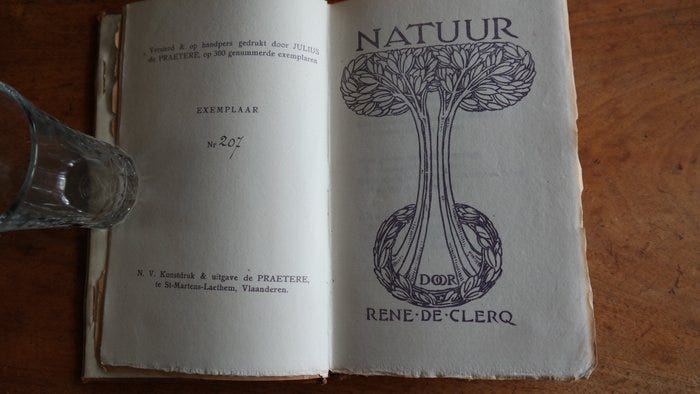 Versierd & op handpers gedrukt door JULIUS
de PRAETERE, op 300 genummerde exemplaren
EXEMPLAAR
Nr 207
N. V. Kunstdruk & uitgave de PRAETERE,
te St-Martens-Laethem, Vlaanderen.
NATUUR
DOOR
RENE·DE·CLERQ